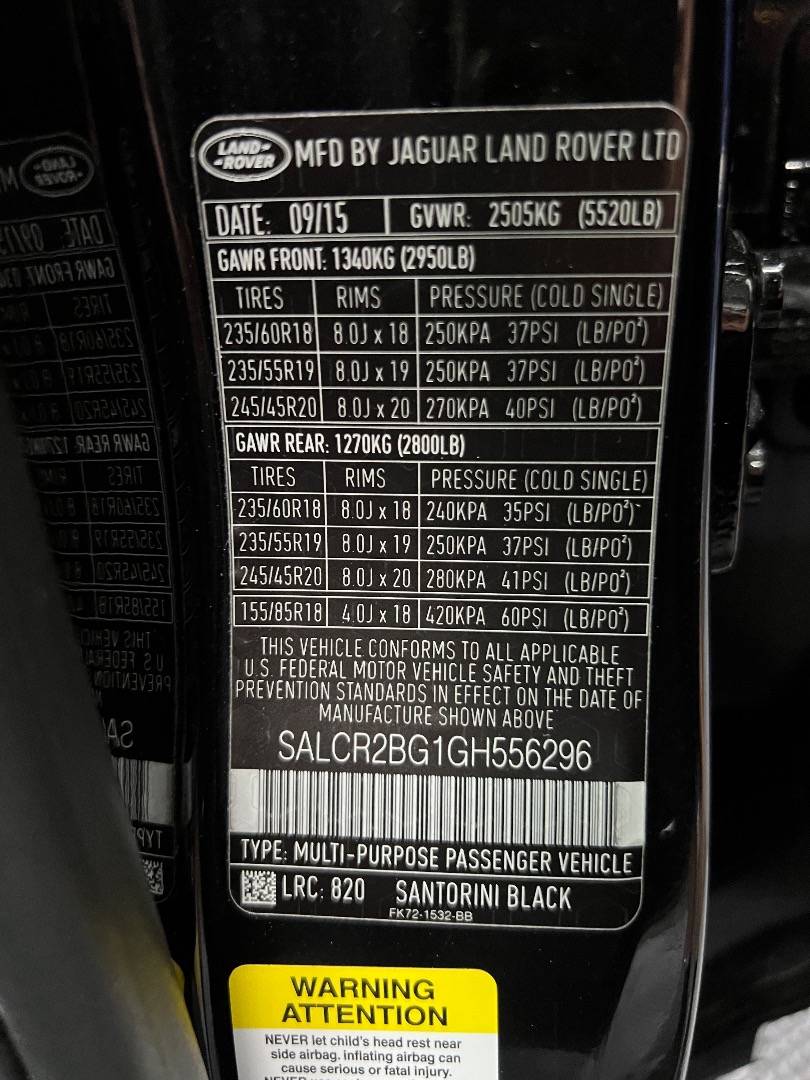 LAND-
-ROVER
MFD BY JAGUAR LAND ROVER LTD
DATE: 09/15 GVWR: 2505KG (5520LB)
GAWR FRONT: 1340KG (2950LB)
TIRES RIMS PRESSURE (COLD SINGLE)
235/60R18 8.0J x 18 250KPA 37PSI (LB/PO²)
235/55R19 8.0J x 19 250KPA 37PSI (LB/PO²)
245/45R20 8.0J x 20 270KPA 40PSI (LB/PO²)
GAWR REAR: 1270KG (2800LB)
TIRES RIMS PRESSURE (COLD SINGLE)
235/60R18 8.0J x 18 240KPA 35PSI (LB/PO²)
235/55R19 8.0J x 19 250KPA 37PSI (LB/PO²)
245/45R20 8.0J x 20 280KPA 41PSI (LB/PO²)
155/85R18 4.0J x 18 420KPA 60PSI (LB/PO²)
THIS VEHICLE CONFORMS TO ALL APPLICABLE
U.S. FEDERAL MOTOR VEHICLE SAFETY AND THEFT
PREVENTION STANDARDS IN EFFECT ON THE DATE OF
MANUFACTURE SHOWN ABOVE
SALCR2BG1GH556296
TYPE: MULTI-PURPOSE PASSENGER VEHICLE
LRC: 820 SANTORINI BLACK
FK72-1532-BB
WARNING
ATTENTION
NEVER let child's head rest near
side airbag. inflating airbag can
cause serious or fatal injury.